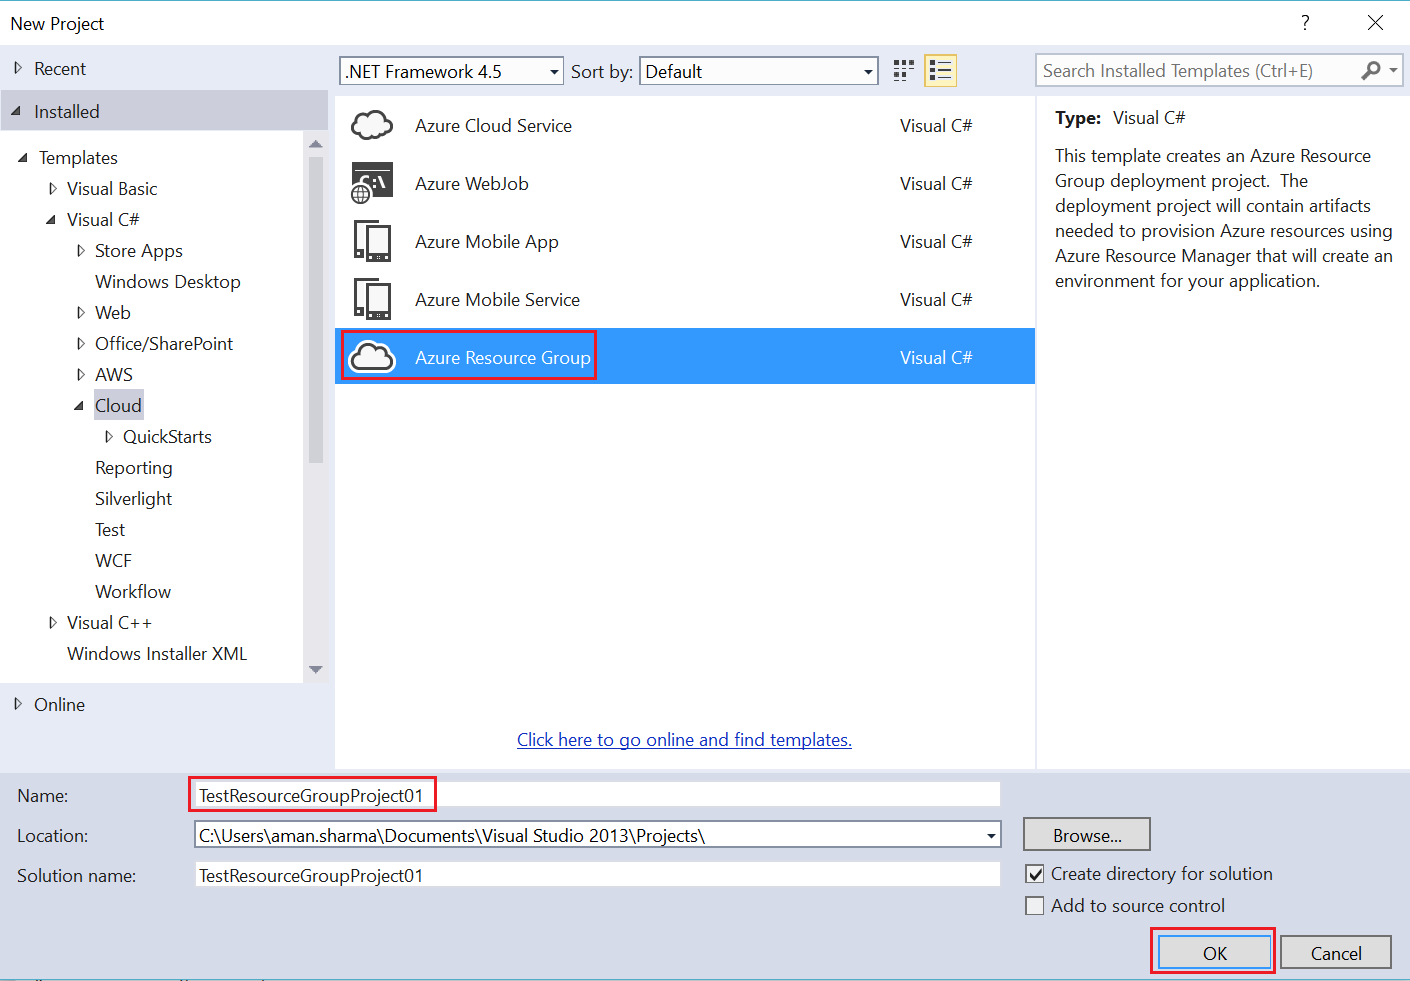 New Project
?
Recent
.NET Framework 4.5
Sort by:
Default
Search Installed Templates (Ctrl+E)
Installed
Templates
Visual Basic
Visual C#
Store Apps
Windows Desktop
Web
Office/SharePoint
AWS
Cloud
QuickStarts
Reporting
Silverlight
Test
WCF
Workflow
Visual C++
Windows Installer XML
Online
Azure Cloud Service Visual C#
C:\
Azure WebJob Visual C#
Azure Mobile App Visual C#
Azure Mobile Service Visual C#
Azure Resource Group Visual C#
Click here to go online and find templates.
Type: Visual C#
This template creates an Azure Resource
Group deployment project. The
deployment project will contain artifacts
needed to provision Azure resources using
Azure Resource Manager that will create an
environment for your application.
Name: TestResourceGroupProject01
Location: C:\Users\aman.sharma\Documents\Visual Studio 2013\Projects\
Browse...
Solution name: TestResourceGroupProject01
Create directory for solution
Add to source control
OK
Cancel